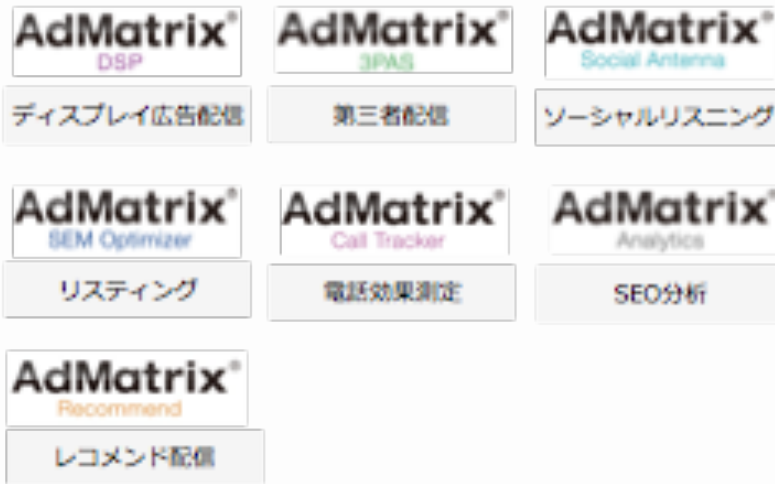 AdMatrix®
DSP
ディスプレイ広告配信
AdMatrix®
3PAS
第三者配信
AdMatrix®
Social Antenna
ソーシャルリスニング
AdMatrix®
SEM Optimizer
リスティング
AdMatrix®
Call Tracker
電話効果測定
AdMatrix®
Analytics
SEO分析
AdMatrix®
Recommend
レコメンド配信